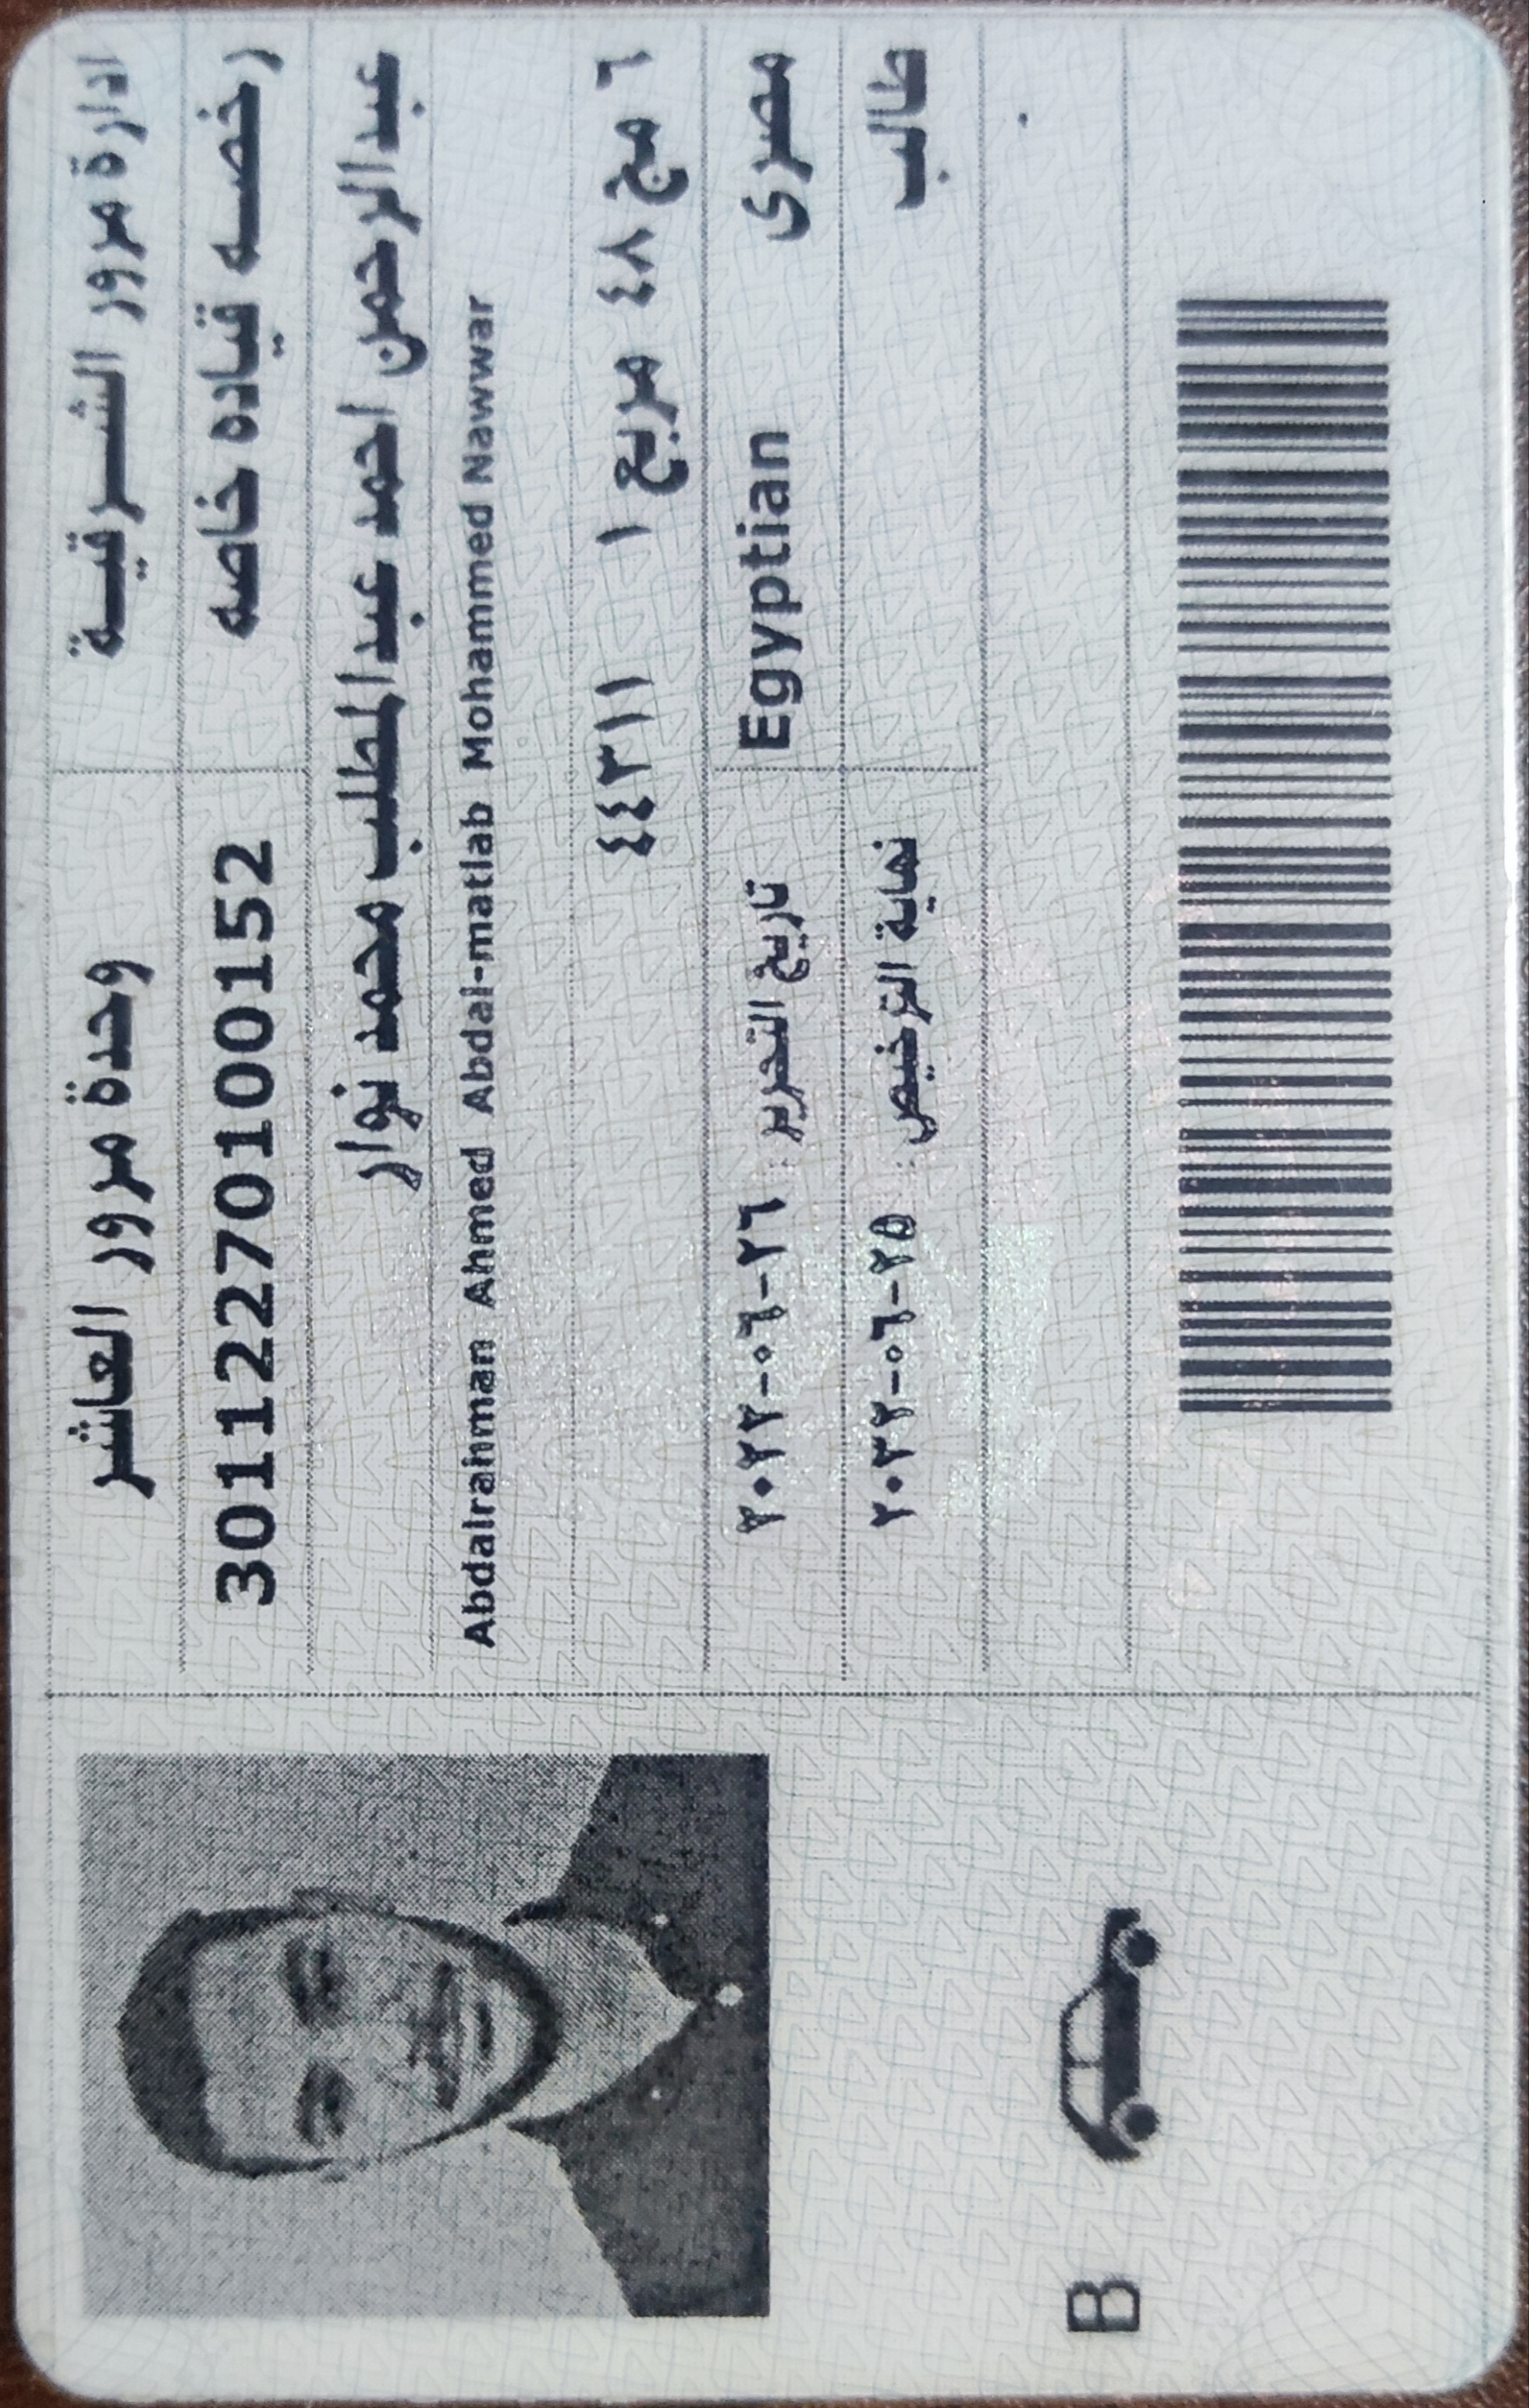 ادارة مرور الشرقية وحدة مرور العاشر
رخصه قياده خاصه 30112270100152
عبدالرحمن احمد عبدالمطلب محمد نوار
Abdalrahman Ahmed Abdal-matlab Mohammed Nawwar
٦ مج ٤٨ مربع ١ ٤٤٣١١
مصرى Egyptian تاريخ التحرير : ٢٠٢٢-٠٦-٢٦
طالب نهاية الترخيص : ٢٠٣٢-٠٦-٢٥
B